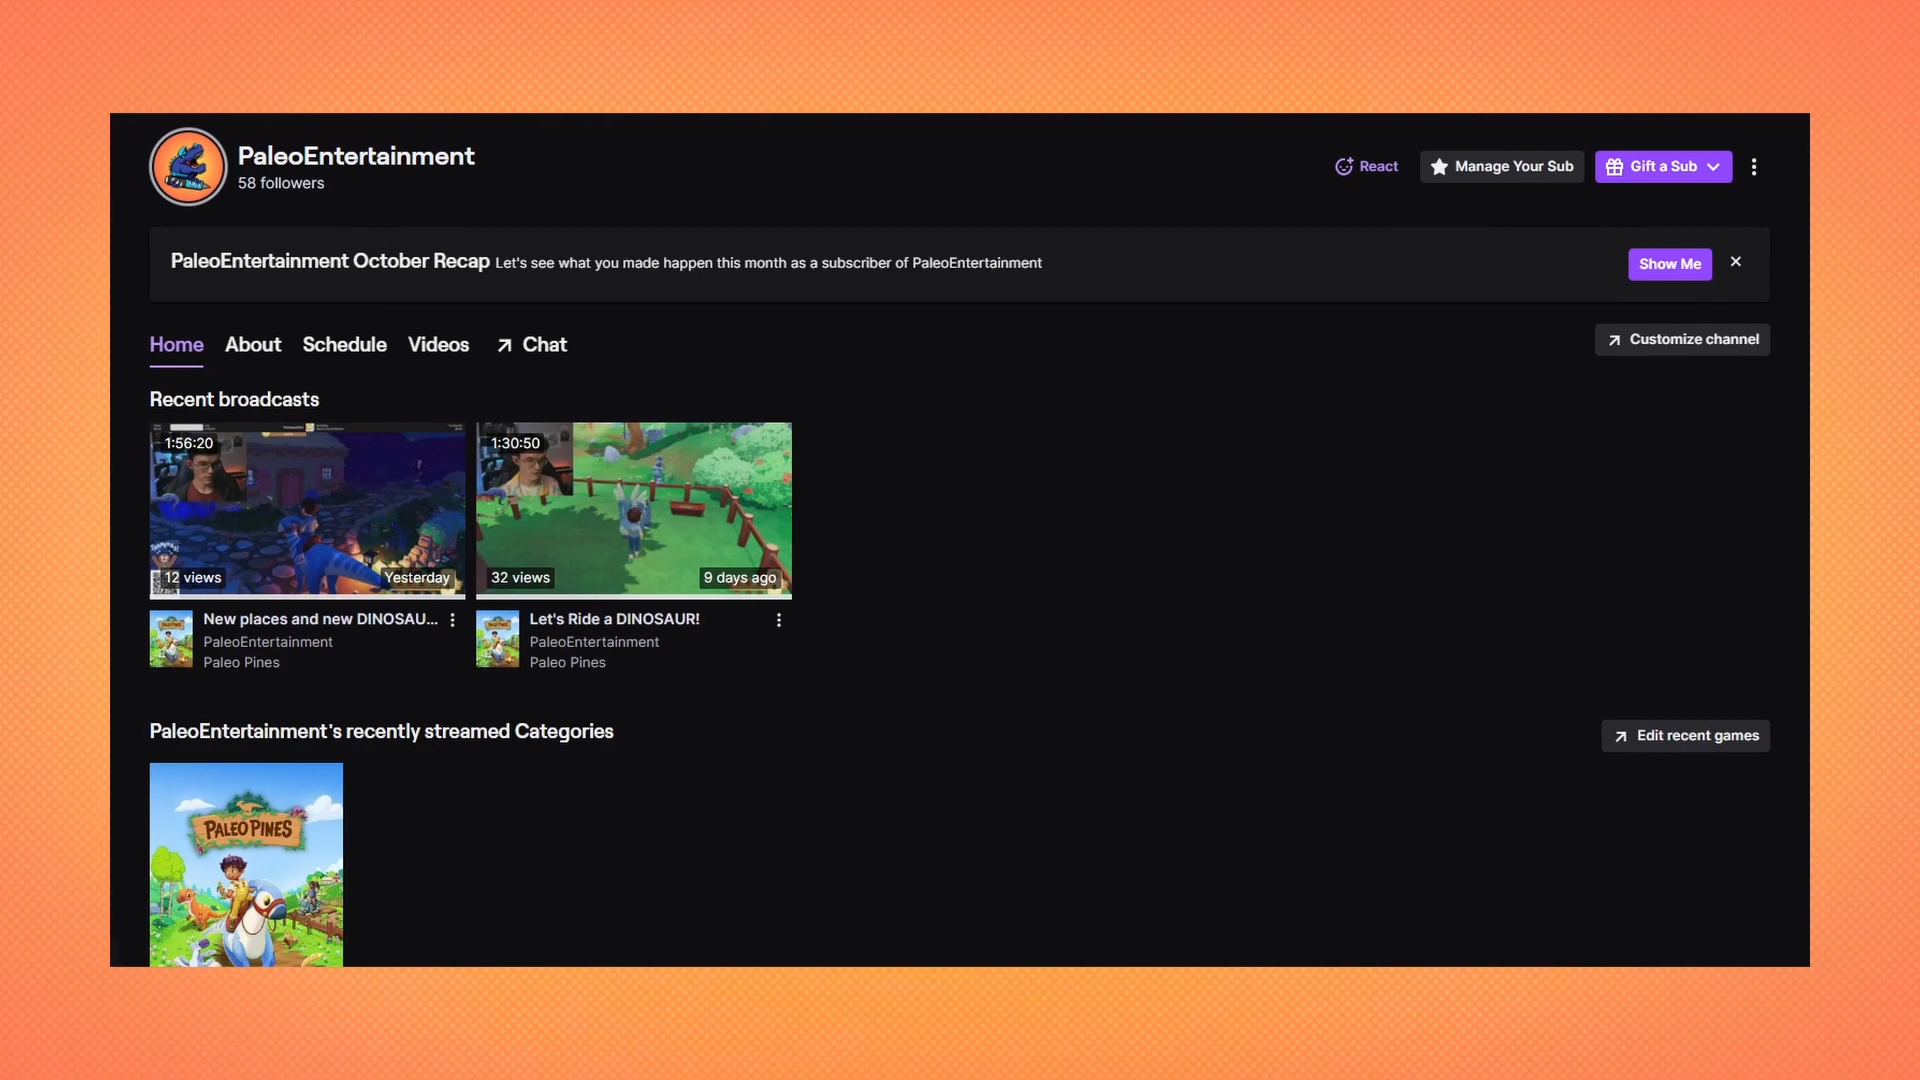 PaleoEntertainment
58 followers
React
Manage Your Sub
Gift a Sub
PaleoEntertainment October Recap Let's see what you made happen this month as a subscriber of PaleoEntertainment
Show Me
Home
About
Schedule
Videos
Chat
Customize channel
Recent broadcasts
1:56:20
12 views
Yesterday
New places and new DINOSAU...
PaleoEntertainment
Paleo Pines
1:30:50
32 views
9 days ago
Let's Ride a DINOSAUR!
PaleoEntertainment
Paleo Pines
PaleoEntertainment's recently streamed Categories
Edit recent games
PALEO PINES